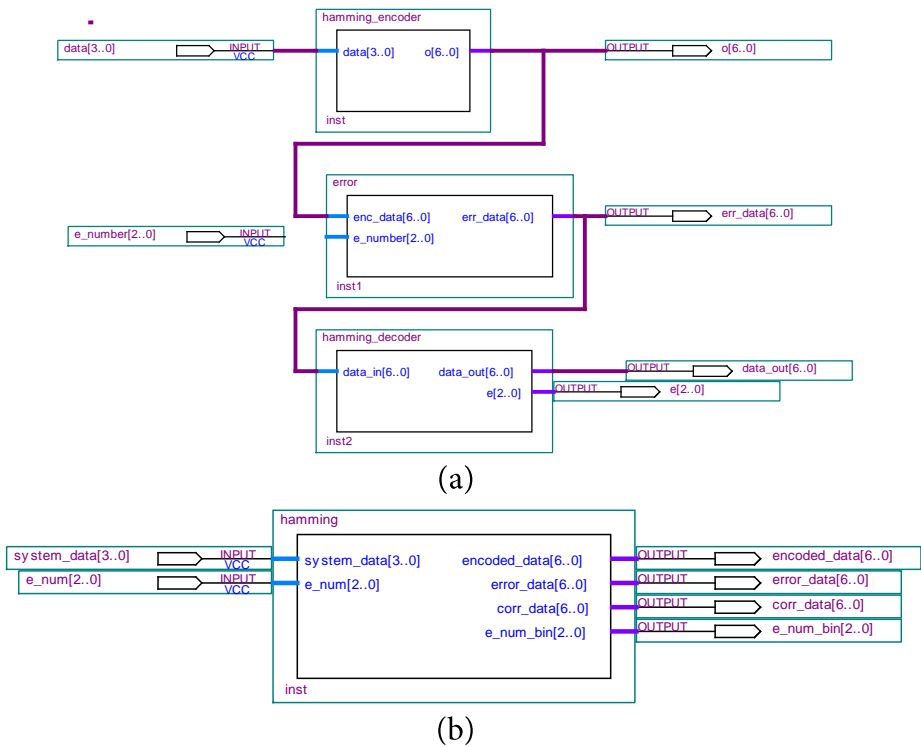 hamming_encoder
data[3..0] INPUT VCC data[3..0] o[6..0] OUTPUT o[6..0]
inst
error
enc_data[6..0] err_data[6..0] OUTPUT err_data[6..0]
e_number[2..0] INPUT VCC e_number[2..0]
inst1
hamming_decoder
data_in[6..0] data_out[6..0] OUTPUT data_out[6..0]
e[2..0] OUTPUT e[2..0]
inst2
(a)
hamming
system_data[3..0] INPUT VCC system_data[3..0] encoded_data[6..0] OUTPUT encoded_data[6..0]
e_num[2..0] INPUT VCC e_num[2..0] error_data[6..0] OUTPUT error_data[6..0]
corr_data[6..0] OUTPUT corr_data[6..0]
e_num_bin[2..0] OUTPUT e_num_bin[2..0]
inst
(b)